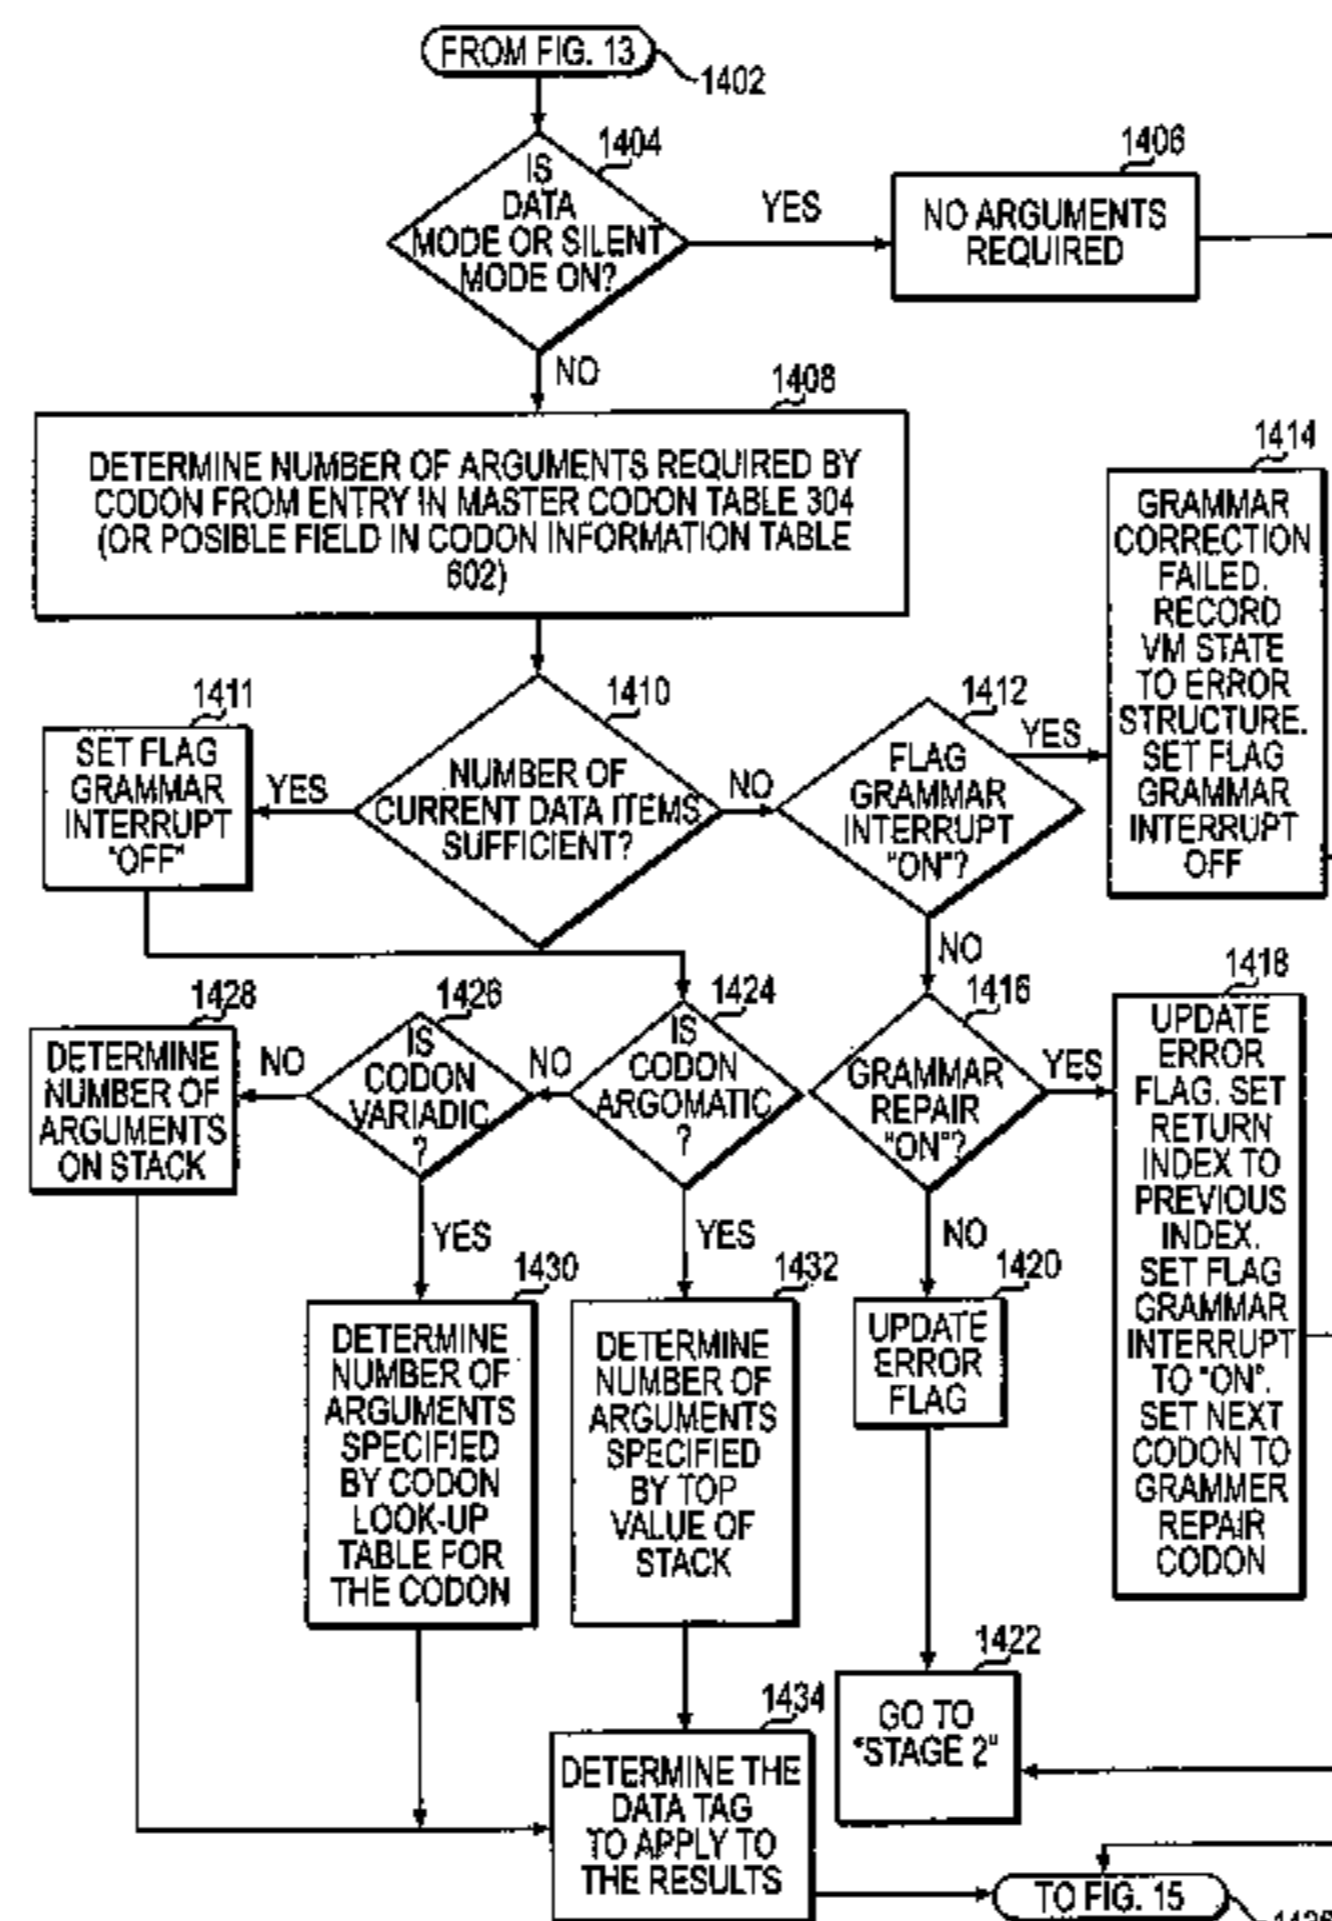 FROM FIG. 13
1402
1404
IS
DATA
MODE OR SILENT
MODE ON?
YES
1406
NO ARGUMENTS
REQUIRED
NO
1408
DETERMINE NUMBER OF ARGUMENTS REQUIRED BY
CODON FROM ENTRY IN MASTER CODON TABLE 304
(OR POSIBLE FIELD IN CODON INFORMATION TABLE
602)
1410
NUMBER OF
CURRENT DATA ITEMS
SUFFICIENT?
YES
1411
SET FLAG
GRAMMAR
INTERRUPT
"OFF"
NO
1412
FLAG
GRAMMAR
INTERRUPT
"ON"?
YES
1414
GRAMMAR
CORRECTION
FAILED.
RECORD
VM STATE
TO ERROR
STRUCTURE.
SET FLAG
GRAMMAR
INTERRUPT
OFF
NO
1416
GRAMMAR
REPAIR
"ON"?
YES
1418
UPDATE
ERROR
FLAG. SET
RETURN
INDEX TO
PREVIOUS
INDEX.
SET FLAG
GRAMMAR
INTERRUPT
TO "ON".
SET NEXT
CODON TO
GRAMMER
REPAIR
CODON
NO
1420
UPDATE
ERROR
FLAG
1422
GO TO
"STAGE 2"
1424
IS
CODON
ARGOMATIC
?
NO
1426
IS
CODON
VARIADIC
?
NO
1428
DETERMINE
NUMBER OF
ARGUMENTS
ON STACK
YES
1430
DETERMINE
NUMBER OF
ARGUMENTS
SPECIFIED
BY CODON
LOOK-UP
TABLE FOR
THE CODON
YES
1432
DETERMINE
NUMBER OF
ARGUMENTS
SPECIFIED
BY TOP
VALUE OF
STACK
1434
DETERMINE THE
DATA TAG
TO APPLY TO
THE RESULTS
TO FIG. 15